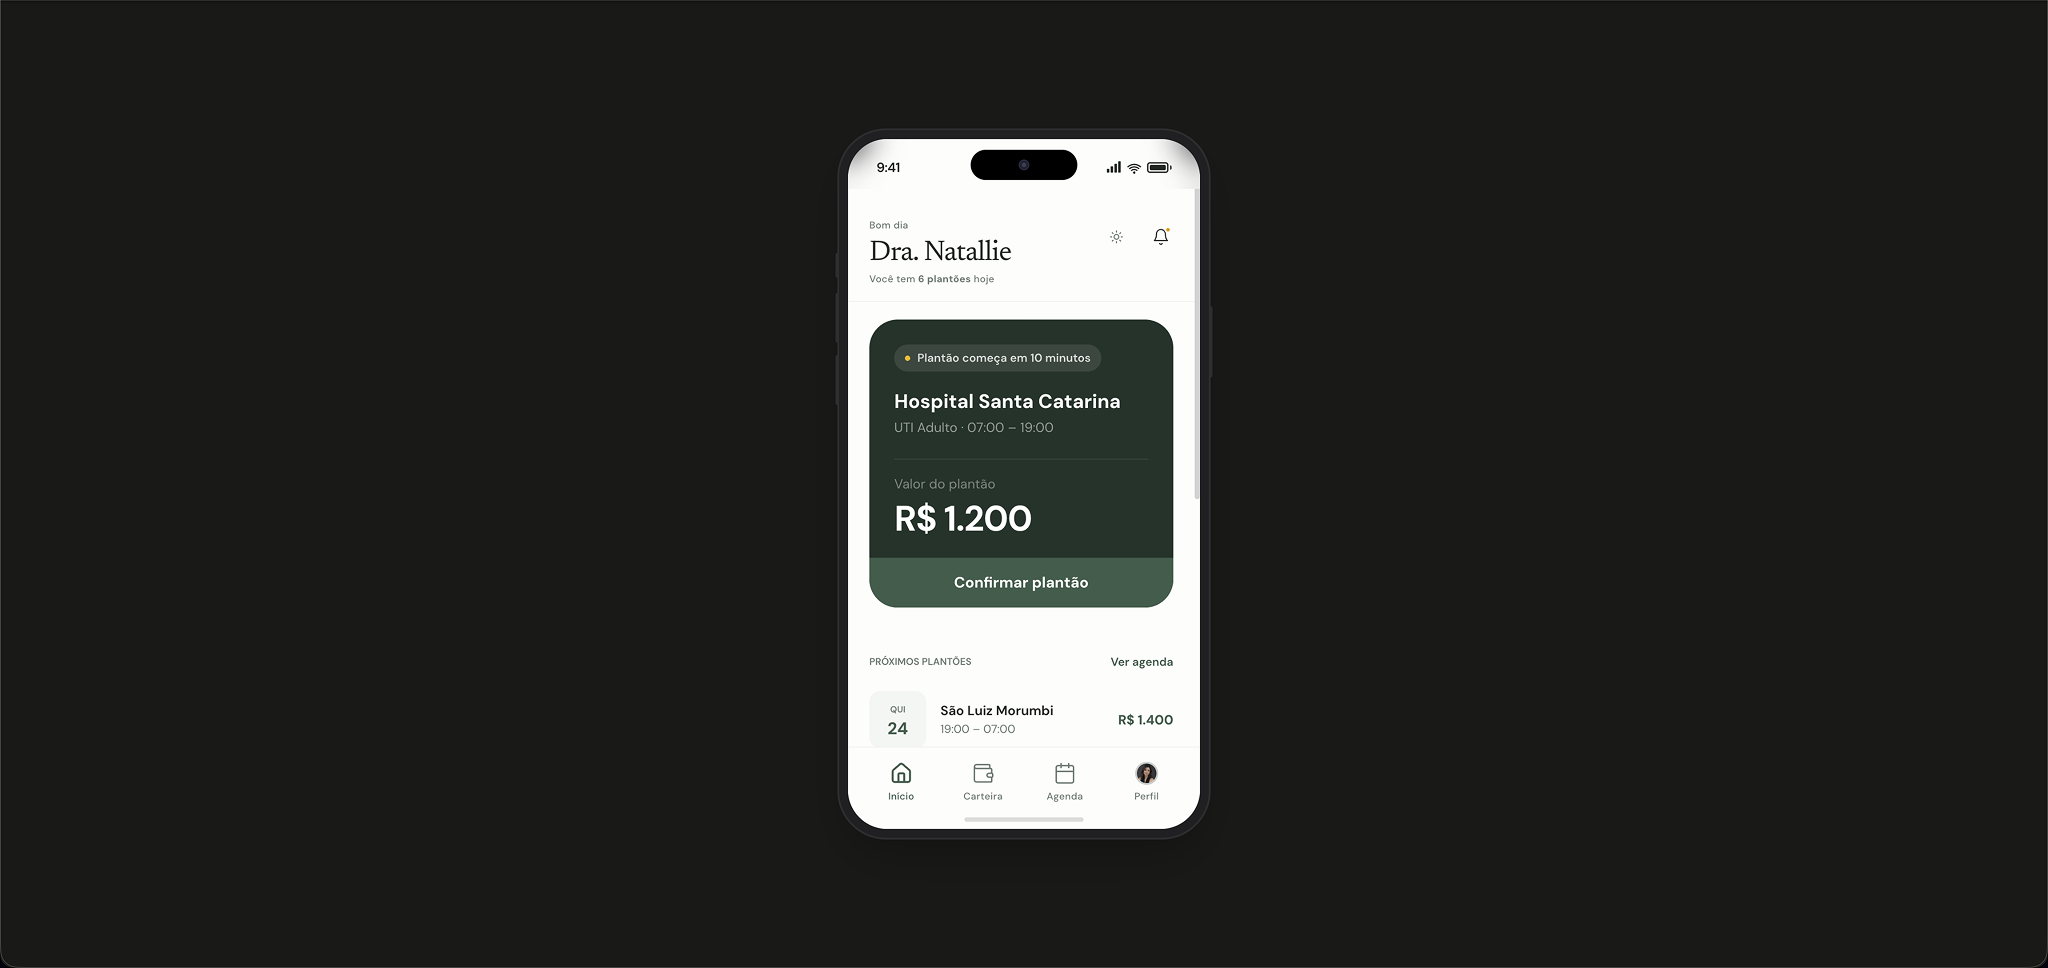 9:41
Bom dia
Dra. Natallie
Você tem 6 plantões hoje
Plantão começa em 10 minutos
Hospital Santa Catarina
UTI Adulto · 07:00 – 19:00
Valor do plantão
R$ 1.200
Confirmar plantão
PRÓXIMOS PLANTÕES
Ver agenda
QUI
24
São Luiz Morumbi
19:00 – 07:00
R$ 1.400
Início
Carteira
Agenda
Perfil